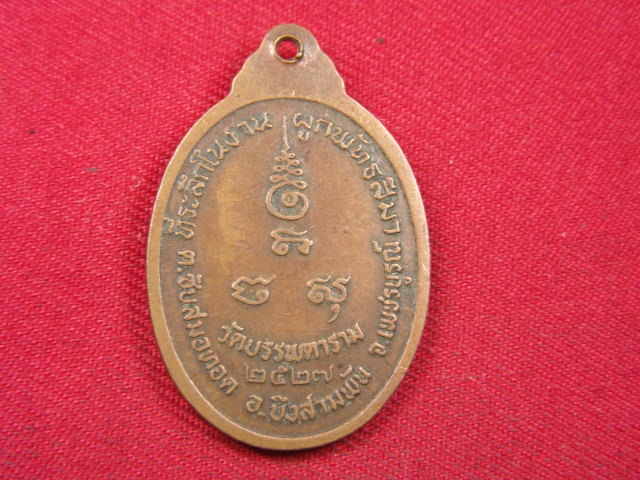 ที่ระลึกในงาน ผูกพัทธสีมา
วัดบรรพตาราม
๒๕๒๗
ต.ซับสมอทอด อ.บึงสามพัน จ.เพชรบูรณ์